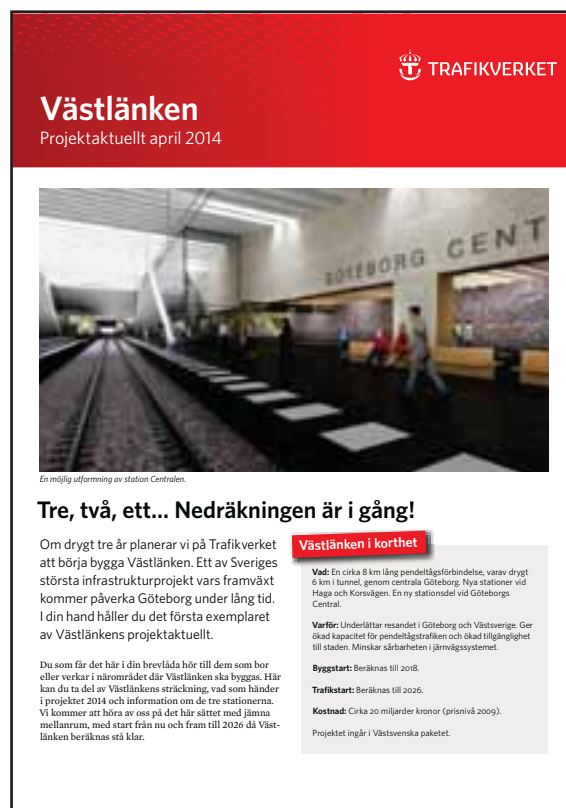 TRAFIKVERKET
Västlänken
Projektaktuellt april 2014
GÖTEBORG CENT
En möjlig utformning av station Centralen.
Tre, två, ett... Nedräkningen är i gång!
Om drygt tre år planerar vi på Trafikverket
att börja bygga Västlänken. Ett av Sveriges
största infrastrukturprojekt vars framväxt
kommer påverka Göteborg under lång tid.
I din hand håller du det första exemplaret
av Västlänkens projektaktuellt.
Du som får det här i din brevlåda hör till dem som bor
eller verkar i närområdet där Västlänken ska byggas. Här
kan du ta del av Västlänkens sträckning, vad som händer
i projektet 2014 och information om de tre stationerna.
Vi kommer att höra av oss på det här sättet med jämna
mellanrum, med start från nu och fram till 2026 då Väst-
länken beräknas stå klar.
Västlänken i korthet
Vad: En cirka 8 km lång pendeltågsförbindelse, varav drygt
6 km i tunnel, genom centrala Göteborg. Nya stationer vid
Haga och Korsvägen. En ny stationsdel vid Göteborgs
Central.
Varför: Underlättar resandet i Göteborg och Västsverige. Ger
ökad kapacitet för pendeltågstrafiken och ökad tillgänglighet
till staden. Minskar sårbarheten i järnvägssystemet.
Byggstart: Beräknas till 2018.
Trafikstart: Beräknas till 2026.
Kostnad: Cirka 20 miljarder kronor (prisnivå 2009).
Projektet ingår i Västsvenska paketet.